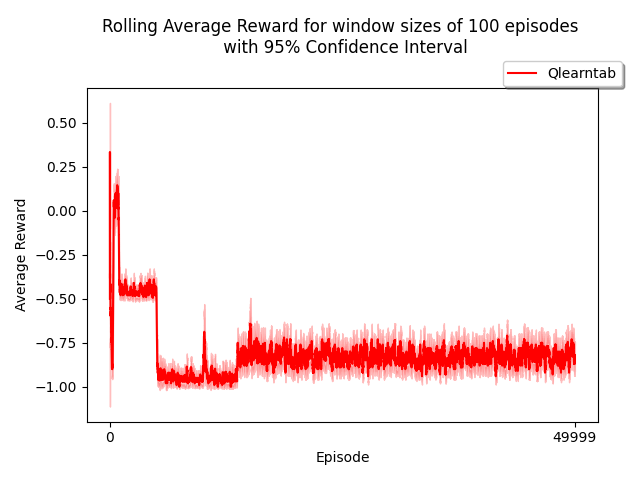 Rolling Average Reward for window sizes of 100 episodes
with 95% Confidence Interval
Qlearntab
Average Reward
0.50
0.25
0.00
−0.25
−0.50
−0.75
−1.00
0
49999
Episode